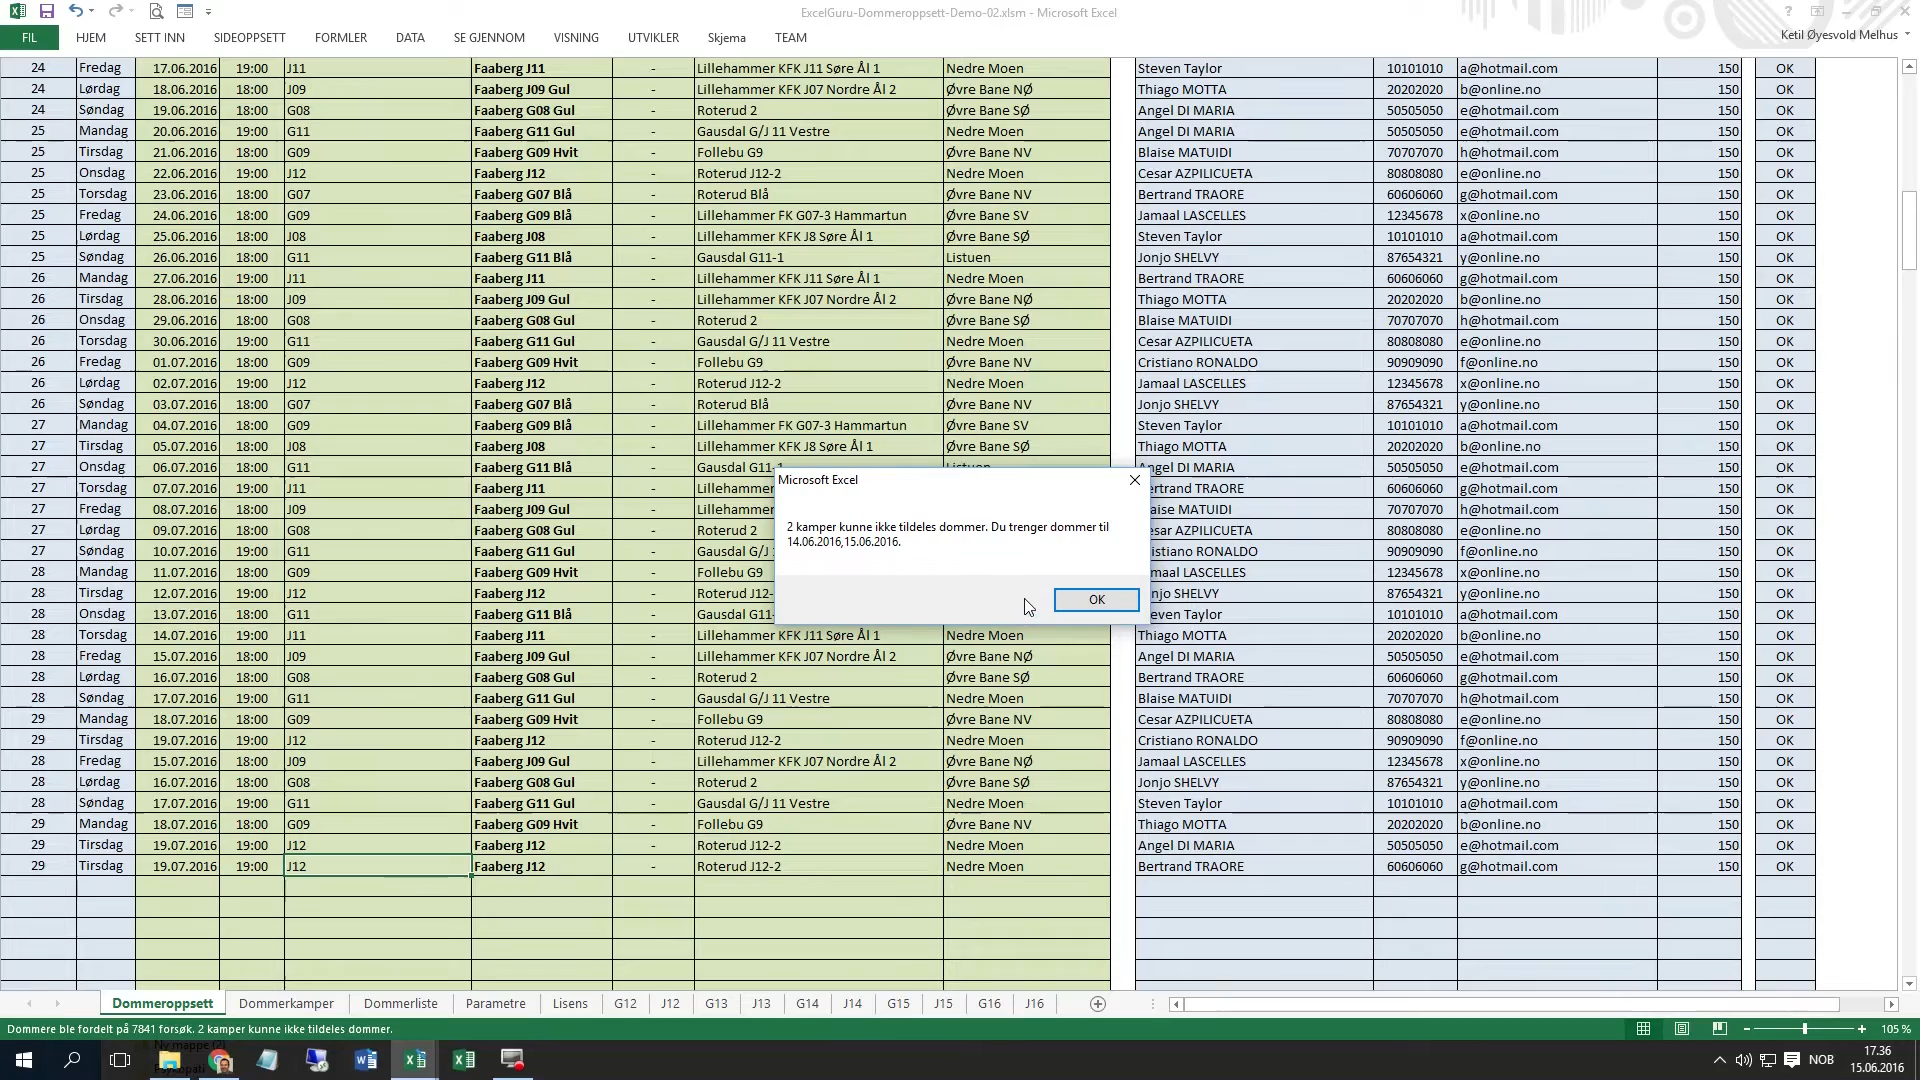 ExcelGuru-Dommeroppsett-Demo-02.xlsm - Microsoft Excel
FIL HJEM SETT INN SIDEOPPSETT FORMLER DATA SE GJENNOM VISNING UTVIKLER Skjema TEAM Ketil Øyesvold Melhus
24 Fredag 17.06.2016 19:00 J11 Faaberg J11 - Lillehammer KFK J11 Søre Ål 1 Nedre Moen Steven Taylor 10101010 a@hotmail.com 150 OK
24 Lørdag 18.06.2016 18:00 J09 Faaberg J09 Gul - Lillehammer KFK J07 Nordre Ål 2 Øvre Bane NØ Thiago MOTTA 20202020 b@online.no 150 OK
24 Søndag 19.06.2016 18:00 G08 Faaberg G08 Gul - Roterud 2 Øvre Bane SØ Angel DI MARIA 50505050 e@hotmail.com 150 OK
25 Mandag 20.06.2016 19:00 G11 Faaberg G11 Gul - Gausdal G/J 11 Vestre Nedre Moen Angel DI MARIA 50505050 e@hotmail.com 150 OK
25 Tirsdag 21.06.2016 18:00 G09 Faaberg G09 Hvit - Follebu G9 Øvre Bane NV Blaise MATUIDI 70707070 h@hotmail.com 150 OK
25 Onsdag 22.06.2016 19:00 J12 Faaberg J12 - Roterud J12-2 Nedre Moen Cesar AZPILICUETA 80808080 e@online.no 150 OK
25 Torsdag 23.06.2016 18:00 G07 Faaberg G07 Blå - Roterud Blå Øvre Bane NV Bertrand TRAORE 60606060 g@hotmail.com 150 OK
25 Fredag 24.06.2016 18:00 G09 Faaberg G09 Blå - Lillehammer FK G07-3 Hammartun Øvre Bane SV Jamaal LASCELLES 12345678 x@online.no 150 OK
25 Lørdag 25.06.2016 18:00 J08 Faaberg J08 - Lillehammer KFK J8 Søre Ål 1 Øvre Bane SØ Steven Taylor 10101010 a@hotmail.com 150 OK
25 Søndag 26.06.2016 18:00 G11 Faaberg G11 Blå - Gausdal G11-1 Listuen Jonjo SHELVY 87654321 y@online.no 150 OK
26 Mandag 27.06.2016 19:00 J11 Faaberg J11 - Lillehammer KFK J11 Søre Ål 1 Nedre Moen Bertrand TRAORE 60606060 g@hotmail.com 150 OK
26 Tirsdag 28.06.2016 18:00 J09 Faaberg J09 Gul - Lillehammer KFK J07 Nordre Ål 2 Øvre Bane NØ Thiago MOTTA 20202020 b@online.no 150 OK
26 Onsdag 29.06.2016 18:00 G08 Faaberg G08 Gul - Roterud 2 Øvre Bane SØ Blaise MATUIDI 70707070 h@hotmail.com 150 OK
26 Torsdag 30.06.2016 19:00 G11 Faaberg G11 Gul - Gausdal G/J 11 Vestre Nedre Moen Cesar AZPILICUETA 80808080 e@online.no 150 OK
26 Fredag 01.07.2016 18:00 G09 Faaberg G09 Hvit - Follebu G9 Øvre Bane NV Cristiano RONALDO 90909090 f@online.no 150 OK
26 Lørdag 02.07.2016 19:00 J12 Faaberg J12 - Roterud J12-2 Nedre Moen Jamaal LASCELLES 12345678 x@online.no 150 OK
26 Søndag 03.07.2016 18:00 G07 Faaberg G07 Blå - Roterud Blå Øvre Bane NV Jonjo SHELVY 87654321 y@online.no 150 OK
27 Mandag 04.07.2016 18:00 G09 Faaberg G09 Blå - Lillehammer FK G07-3 Hammartun Øvre Bane SV Steven Taylor 10101010 a@hotmail.com 150 OK
27 Tirsdag 05.07.2016 18:00 J08 Faaberg J08 - Lillehammer KFK J8 Søre Ål 1 Øvre Bane SØ Thiago MOTTA 20202020 b@online.no 150 OK
27 Onsdag 06.07.2016 18:00 G11 Faaberg G11 Blå - Gausdal G11-1 Listuen Angel DI MARIA 50505050 e@hotmail.com 150 OK
27 Torsdag 07.07.2016 19:00 J11 Faaberg J11 - Lillehammer ertrand TRAORE 60606060 g@hotmail.com 150 OK
27 Fredag 08.07.2016 18:00 J09 Faaberg J09 Gul - Lillehammer laise MATUIDI 70707070 h@hotmail.com 150 OK
27 Lørdag 09.07.2016 18:00 G08 Faaberg G08 Gul - Roterud 2 esar AZPILICUETA 80808080 e@online.no 150 OK
27 Søndag 10.07.2016 19:00 G11 Faaberg G11 Gul - Gausdal G/J ristiano RONALDO 90909090 f@online.no 150 OK
28 Mandag 11.07.2016 18:00 G09 Faaberg G09 Hvit - Follebu G9 maal LASCELLES 12345678 x@online.no 150 OK
28 Tirsdag 12.07.2016 19:00 J12 Faaberg J12 - Roterud J12- onjo SHELVY 87654321 y@online.no 150 OK
28 Onsdag 13.07.2016 18:00 G11 Faaberg G11 Blå - Gausdal G11- teven Taylor 10101010 a@hotmail.com 150 OK
Microsoft Excel
2 kamper kunne ikke tildeles dommer. Du trenger dommer til
14.06.2016,15.06.2016.
OK
28 Torsdag 14.07.2016 19:00 J11 Faaberg J11 - Lillehammer KFK J11 Søre Ål 1 Nedre Moen Thiago MOTTA 20202020 b@online.no 150 OK
28 Fredag 15.07.2016 18:00 J09 Faaberg J09 Gul - Lillehammer KFK J07 Nordre Ål 2 Øvre Bane NØ Angel DI MARIA 50505050 e@hotmail.com 150 OK
28 Lørdag 16.07.2016 18:00 G08 Faaberg G08 Gul - Roterud 2 Øvre Bane SØ Bertrand TRAORE 60606060 g@hotmail.com 150 OK
28 Søndag 17.07.2016 19:00 G11 Faaberg G11 Gul - Gausdal G/J 11 Vestre Nedre Moen Blaise MATUIDI 70707070 h@hotmail.com 150 OK
29 Mandag 18.07.2016 18:00 G09 Faaberg G09 Hvit - Follebu G9 Øvre Bane NV Cesar AZPILICUETA 80808080 e@online.no 150 OK
29 Tirsdag 19.07.2016 19:00 J12 Faaberg J12 - Roterud J12-2 Nedre Moen Cristiano RONALDO 90909090 f@online.no 150 OK
28 Fredag 15.07.2016 18:00 J09 Faaberg J09 Gul - Lillehammer KFK J07 Nordre Ål 2 Øvre Bane NØ Jamaal LASCELLES 12345678 x@online.no 150 OK
28 Lørdag 16.07.2016 18:00 G08 Faaberg G08 Gul - Roterud 2 Øvre Bane SØ Jonjo SHELVY 87654321 y@online.no 150 OK
28 Søndag 17.07.2016 19:00 G11 Faaberg G11 Gul - Gausdal G/J 11 Vestre Nedre Moen Steven Taylor 10101010 a@hotmail.com 150 OK
29 Mandag 18.07.2016 18:00 G09 Faaberg G09 Hvit - Follebu G9 Øvre Bane NV Thiago MOTTA 20202020 b@online.no 150 OK
29 Tirsdag 19.07.2016 19:00 J12 Faaberg J12 - Roterud J12-2 Nedre Moen Angel DI MARIA 50505050 e@hotmail.com 150 OK
29 Tirsdag 19.07.2016 19:00 J12 Faaberg J12 - Roterud J12-2 Nedre Moen Bertrand TRAORE 60606060 g@hotmail.com 150 OK
Dommeroppsett Dommerkamper Dommerliste Parametre Lisens G12 J12 G13 J13 G14 J14 G15 J15 G16 J16
Dommere ble fordelt på 7841 forsøk. 2 kamper kunne ikke tildeles dommer. 105 %
Ny mappe (2)
NOB 17.36
15.06.2016